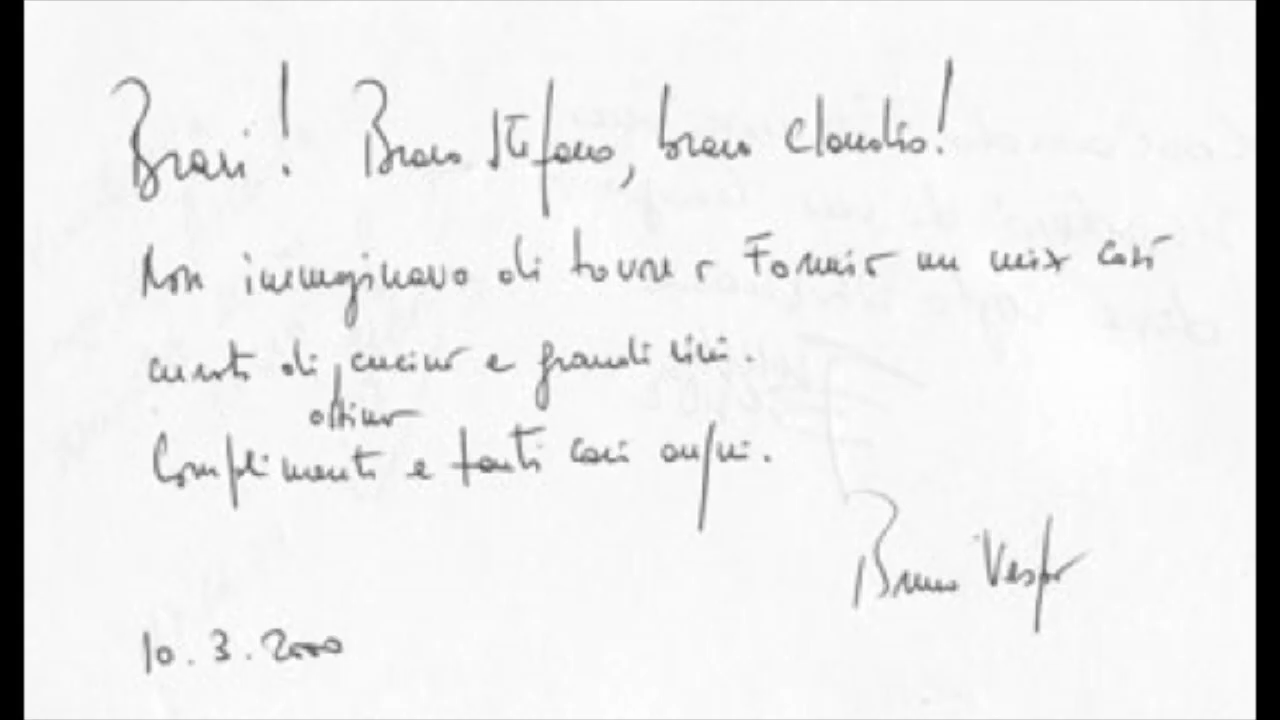 Bravi! Bravo Stefano, bravo Claudio!
Non immaginavo di trovare a Formia un mix così
di cucina e grandi vini.
ottima
Complimenti e tanti cari auguri.
Bruno Vespa
10.3.2000